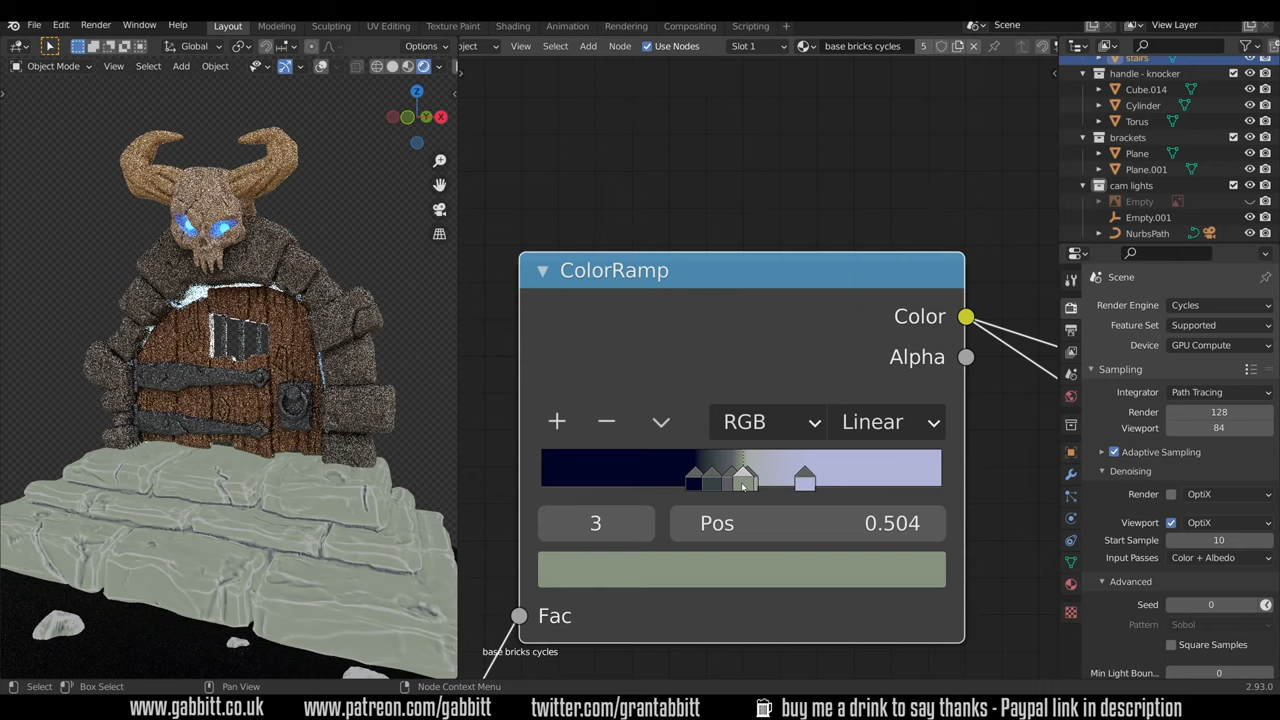 File Edit Render Window Help Layout Modeling Sculpting UV Editing Texture Paint Shading Animation Rendering Compositing Scripting + Scene View Layer
Global Options ject View Select Add Node Use Nodes Slot 1 base bricks cycles 5
Object Mode View Select Add Object
stairs
handle - knocker
Cube.014
Cylinder
Torus
brackets
Plane
Plane.001
cam lights
Empty
Empty.001
NurbsPath
Z
Y X
ColorRamp
Color
Alpha
RGB Linear
3 Pos 0.504
Fac
base bricks cycles
Scene
Render Engine Cycles
Feature Set Supported
Device GPU Compute
Sampling
Integrator Path Tracing
Render 128
Viewport 84
Adaptive Sampling
Denoising
Render OptiX
Viewport OptiX
Start Sample 10
Input Passes Color + Albedo
Advanced
Seed 0
Pattern Sobol
Square Samples
Min Light Boun... 0
Select Box Select Pan View Node Context Menu 2.93.0
www.gabbitt.co.uk www.patreon.com/gabbitt twitter.com/grantabbitt buy me a drink to say thanks - Paypal link in description